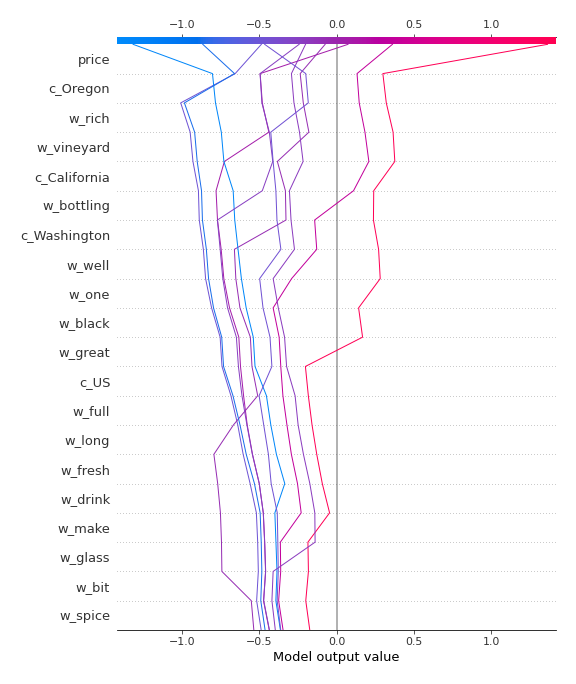 −1.0 −0.5 0.0 0.5 1.0
price
c_Oregon
w_rich
w_vineyard
c_California
w_bottling
c_Washington
w_well
w_one
w_black
w_great
c_US
w_full
w_long
w_fresh
w_drink
w_make
w_glass
w_bit
w_spice
−1.0 −0.5 0.0 0.5 1.0
Model output value